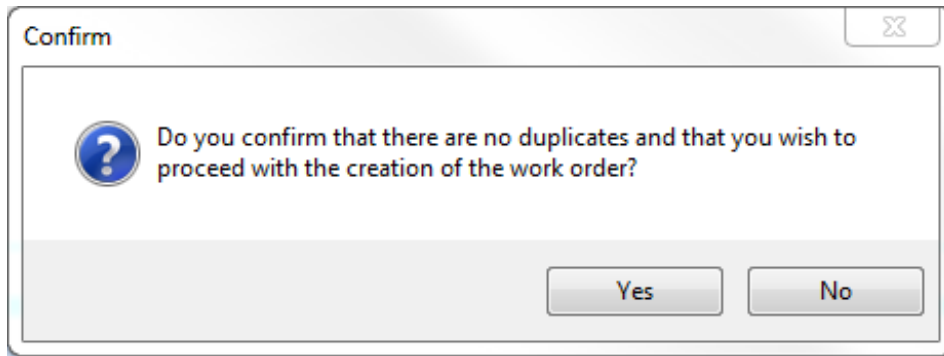 Confirm
Do you confirm that there are no duplicates and that you wish to
proceed with the creation of the work order?
Yes
No